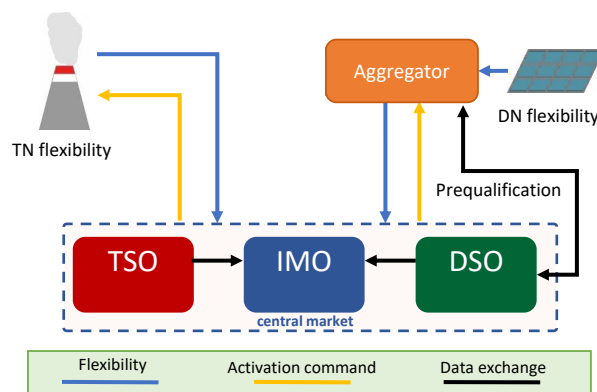 Aggregator
TN flexibility
DN flexibility
Prequalification
TSO
IMO
DSO
central market
Flexibility
Activation command
Data exchange